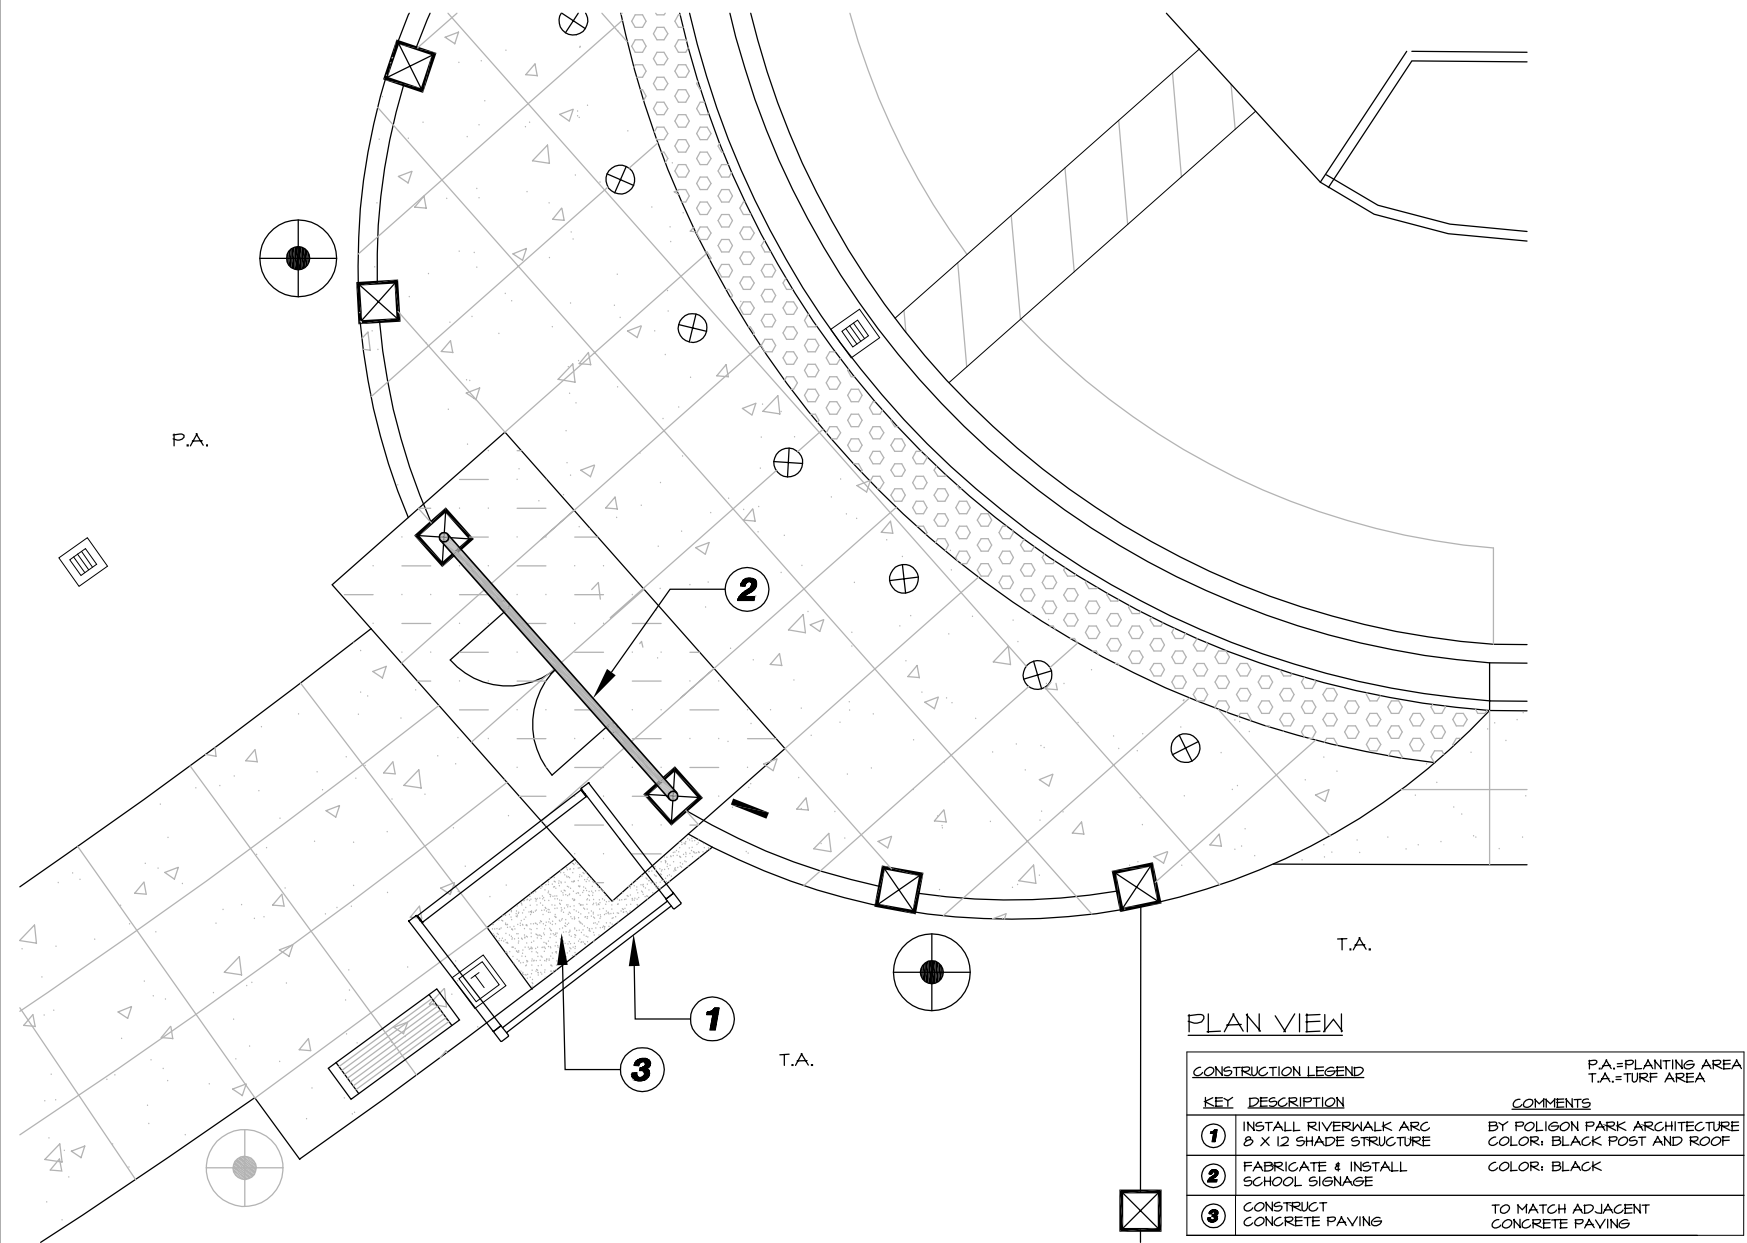 P.A.
2
T.A.
1
T.A.
3
PLAN VIEW
CONSTRUCTION LEGEND
P.A.=PLANTING AREA
T.A.=TURF AREA
KEY DESCRIPTION COMMENTS
1 INSTALL RIVERWALK ARC BY POLIGON PARK ARCHITECTURE
8 X 12 SHADE STRUCTURE COLOR: BLACK POST AND ROOF
2 FABRICATE & INSTALL COLOR: BLACK
SCHOOL SIGNAGE
3 CONSTRUCT TO MATCH ADJACENT
CONCRETE PAVING CONCRETE PAVING